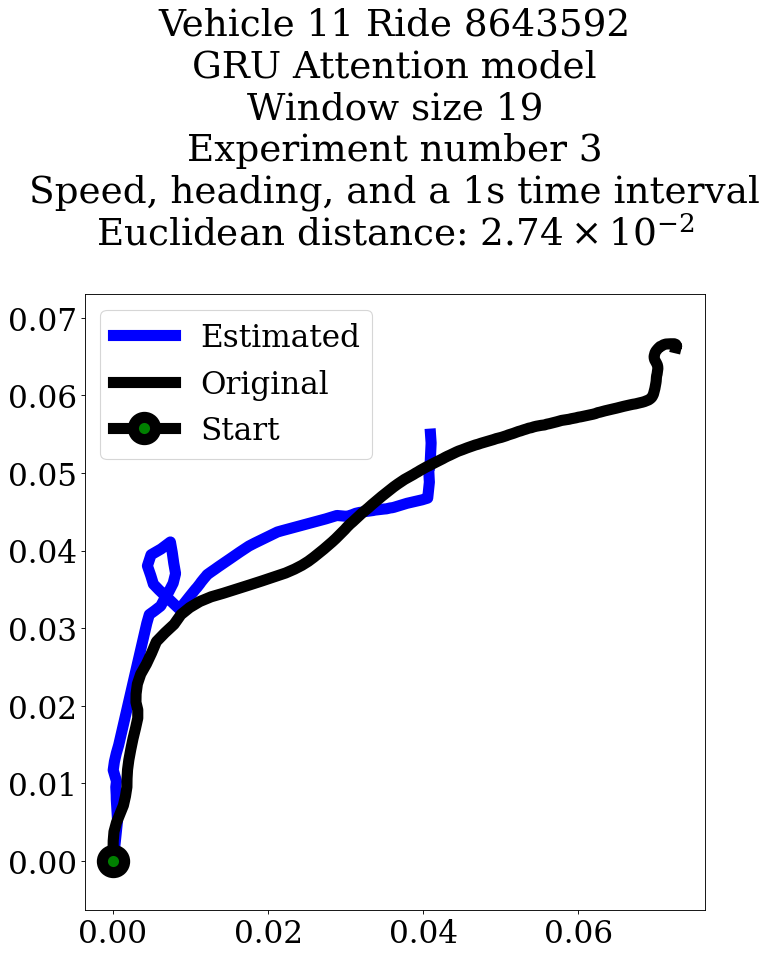 Vehicle 11 Ride 8643592
GRU Attention model
Window size 19
Experiment number 3
Speed, heading, and a 1s time interval
Euclidean distance: 2.74 × 10⁻²
0.07
0.06
0.05
0.04
0.03
0.02
0.01
0.00
Estimated
Original
Start
0.00 0.02 0.04 0.06